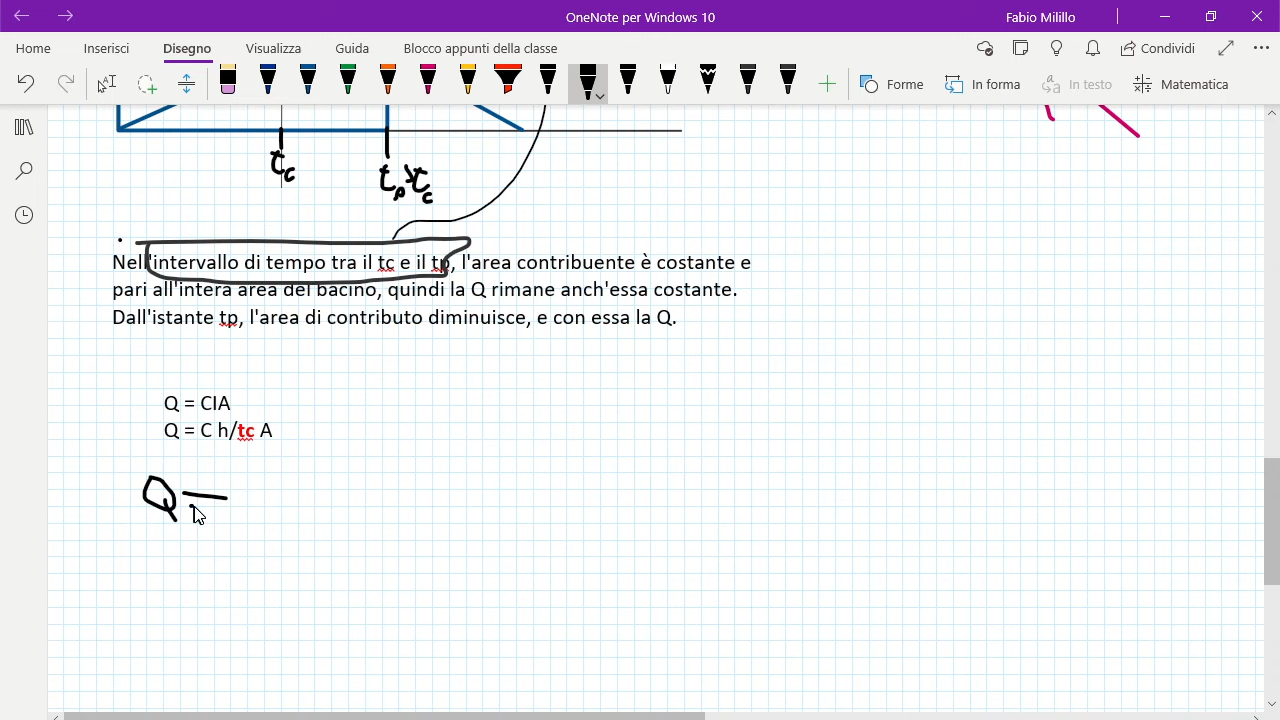 OneNote per Windows 10
Fabio Milillo
Home Inserisci Disegno Visualizza Guida Blocco appunti della classe
Condividi
Forme In forma In testo Matematica
tc
tp>tc
Nell'intervallo di tempo tra il tc e il tp, l'area contribuente è costante e
pari all'intera area del bacino, quindi la Q rimane anch'essa costante.
Dall'istante tp, l'area di contributo diminuisce, e con essa la Q.
Q = CIA
Q = C h/tc A
Q =